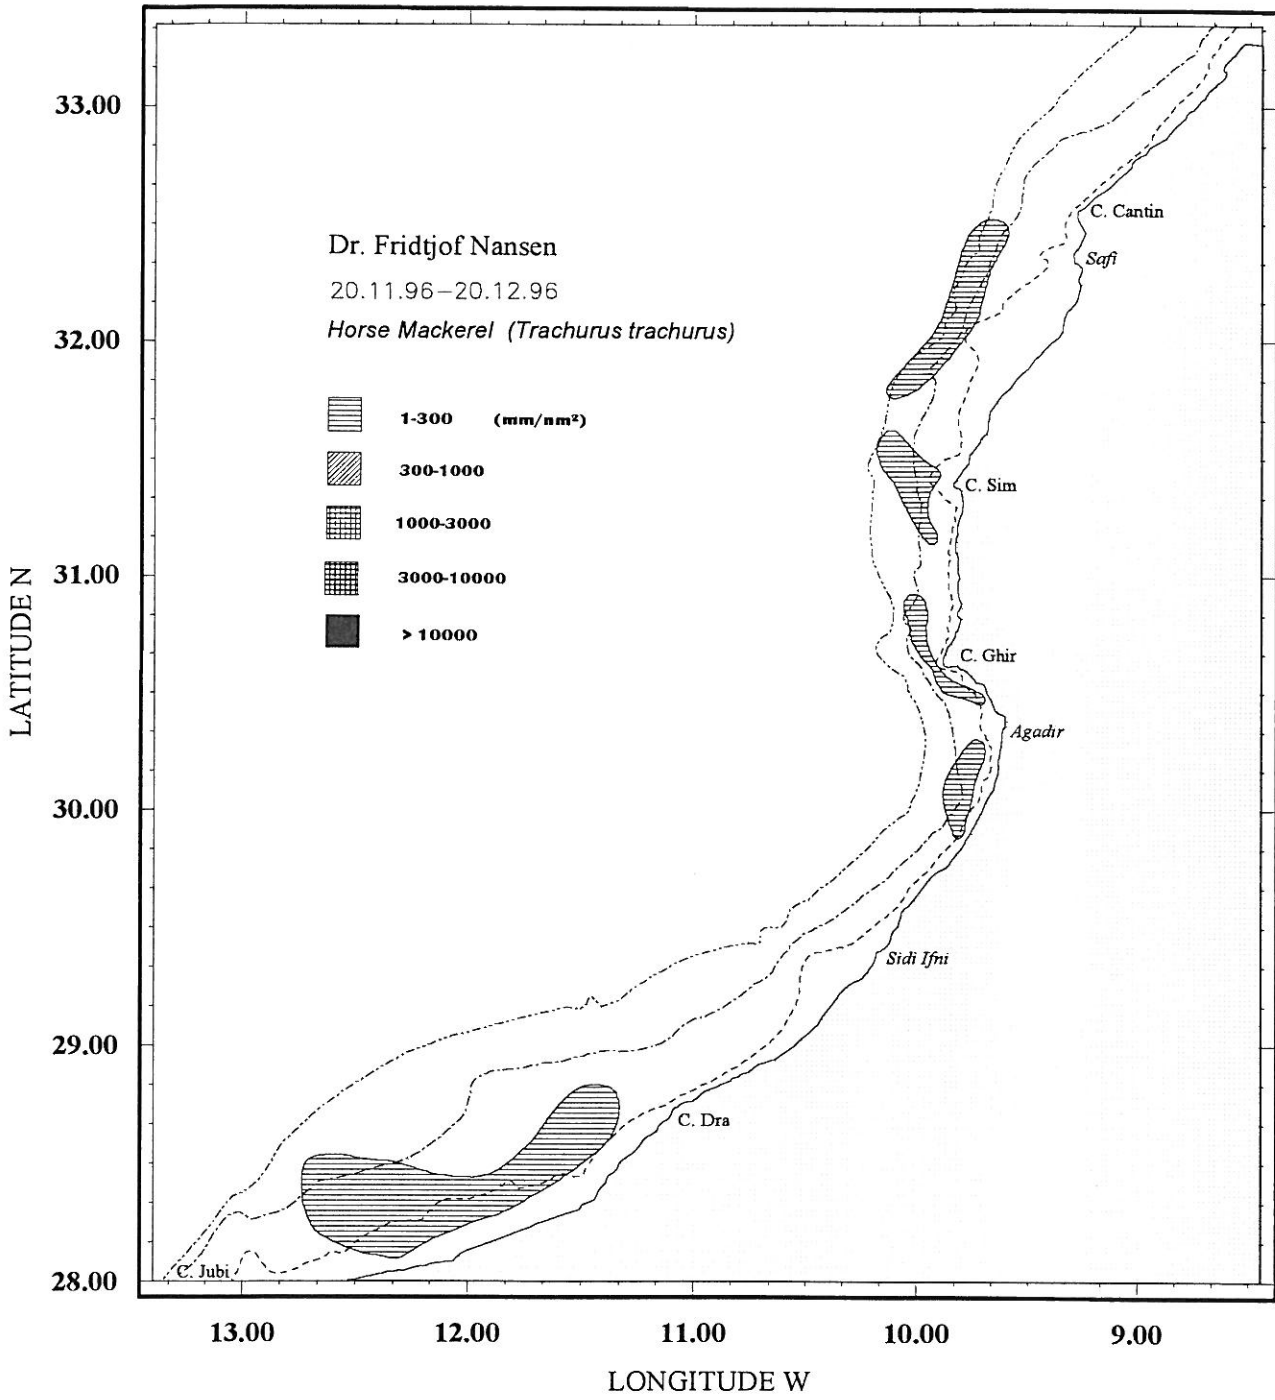 33.00
C. Cantin
Dr. Fridtjof Nansen
Safi
20.11.96-20.12.96
Horse Mackerel (Trachurus trachurus)
32.00
1-300 (mm/nm²)
300-1000
C. Sim
1000-3000
31.00
3000-10000
> 10000
C. Ghir
LATITUDE N
Agadir
30.00
Sidi Ifni
29.00
C. Dra
C. Jubi
28.00
13.00 12.00 11.00 10.00 9.00
LONGITUDE W